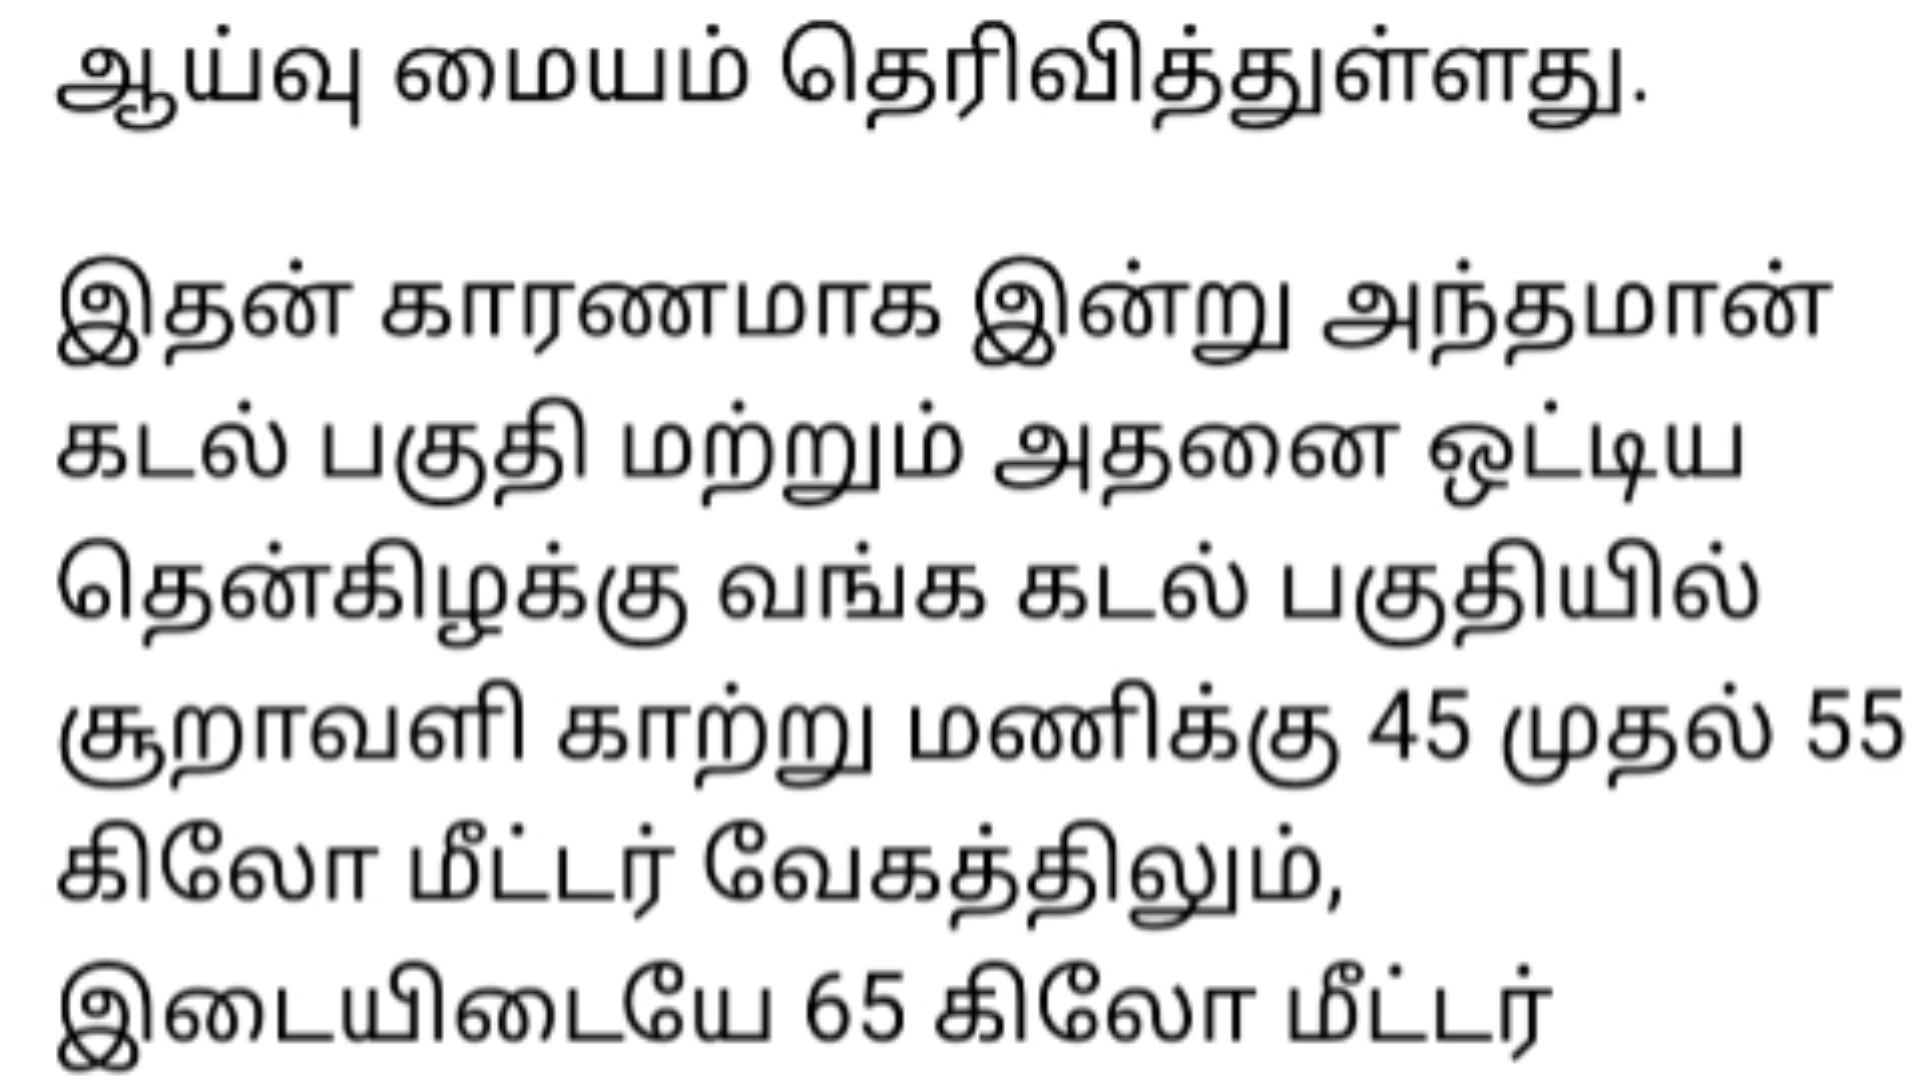 ஆய்வு மையம் தெரிவித்துள்ளது.
இதன் காரணமாக இன்று அந்தமான்
கடல் பகுதி மற்றும் அதனை ஒட்டிய
தென்கிழக்கு வங்க கடல் பகுதியில்
சூறாவளி காற்று மணிக்கு 45 முதல் 55
கிலோ மீட்டர் வேகத்திலும்,
இடையிடையே 65 கிலோ மீட்டர்